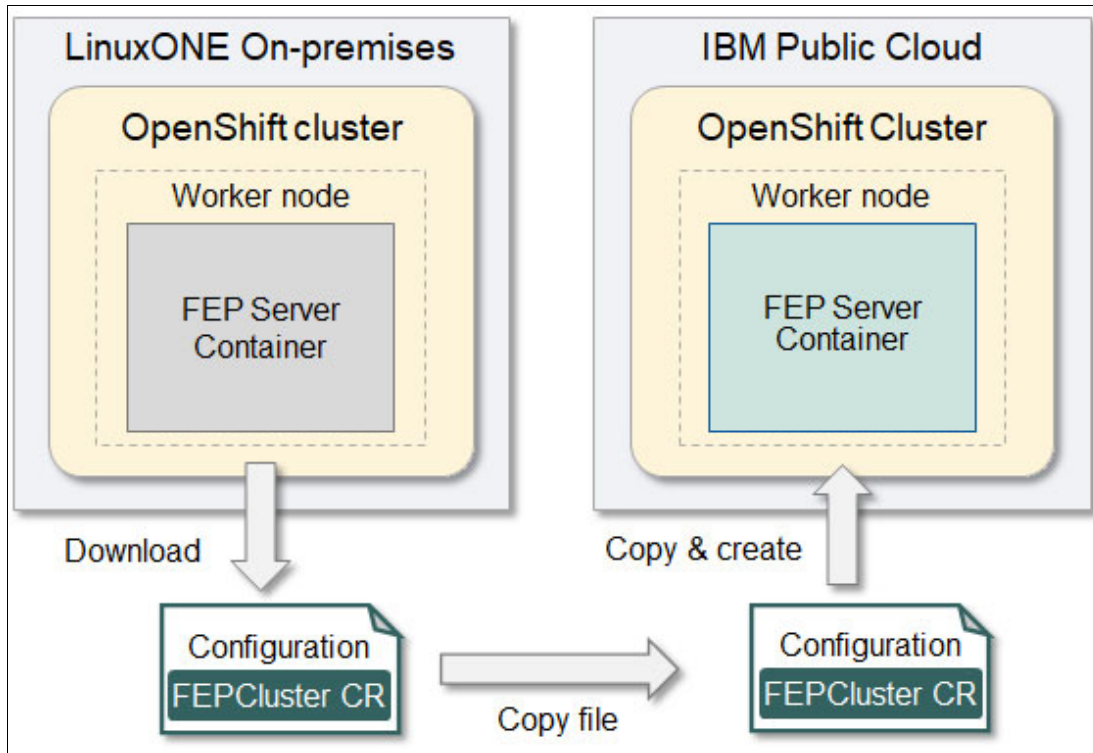 LinuxONE On-premises
OpenShift cluster
Worker node
FEP Server
Container
Download
Configuration
FEPCluster CR
Copy file
IBM Public Cloud
OpenShift Cluster
Worker node
FEP Server
Container
Copy & create
Configuration
FEPCluster CR